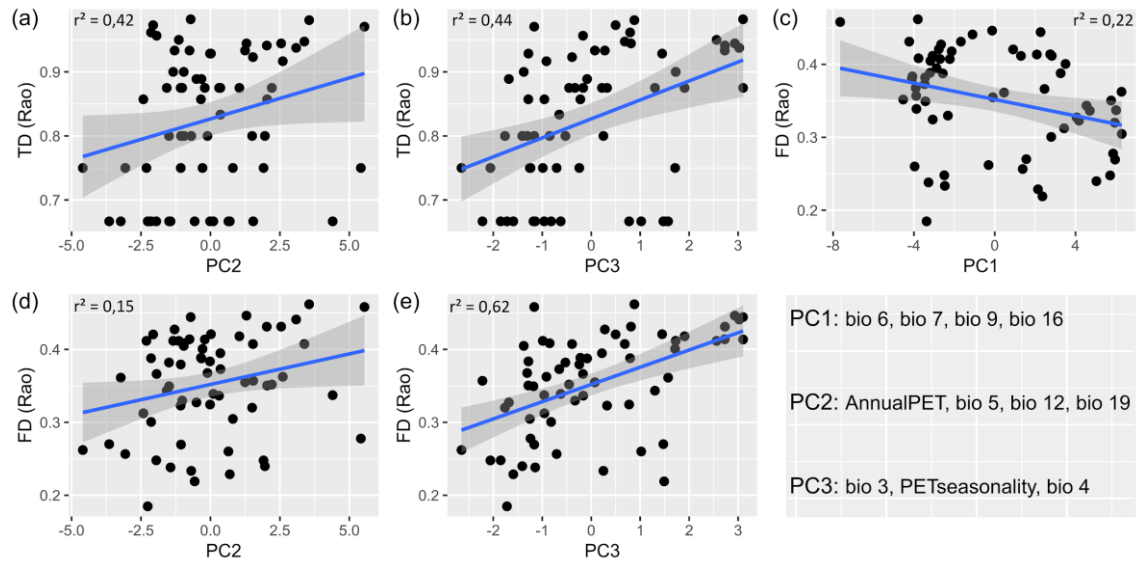 (a)
r² = 0,42
TD (Rao)
0.9
0.8
0.7
-5.0
-2.5
0.0
2.5
5.0
PC2
(b)
r² = 0,44
TD (Rao)
0.9
0.8
0.7
-2
-1
0
1
2
3
PC3
(c)
r² = 0,22
FD (Rao)
0.4
0.3
0.2
-8
-4
0
4
PC1
(d)
r² = 0,15
FD (Rao)
0.4
0.3
0.2
-5.0
-2.5
0.0
2.5
5.0
PC2
(e)
r² = 0,62
FD (Rao)
0.4
0.3
0.2
-2
-1
0
1
2
3
PC3
PC1: bio 6, bio 7, bio 9, bio 16
PC2: AnnualPET, bio 5, bio 12, bio 19
PC3: bio 3, PETseasonality, bio 4